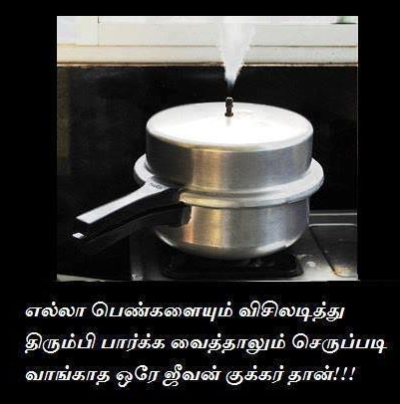 எல்லா பெண்களையும் விசிலடித்து
திரும்பி பார்க்க வைத்தாலும் செருப்படி
வாங்காத ஒரே ஜீவன் குக்கர் தான்!!!